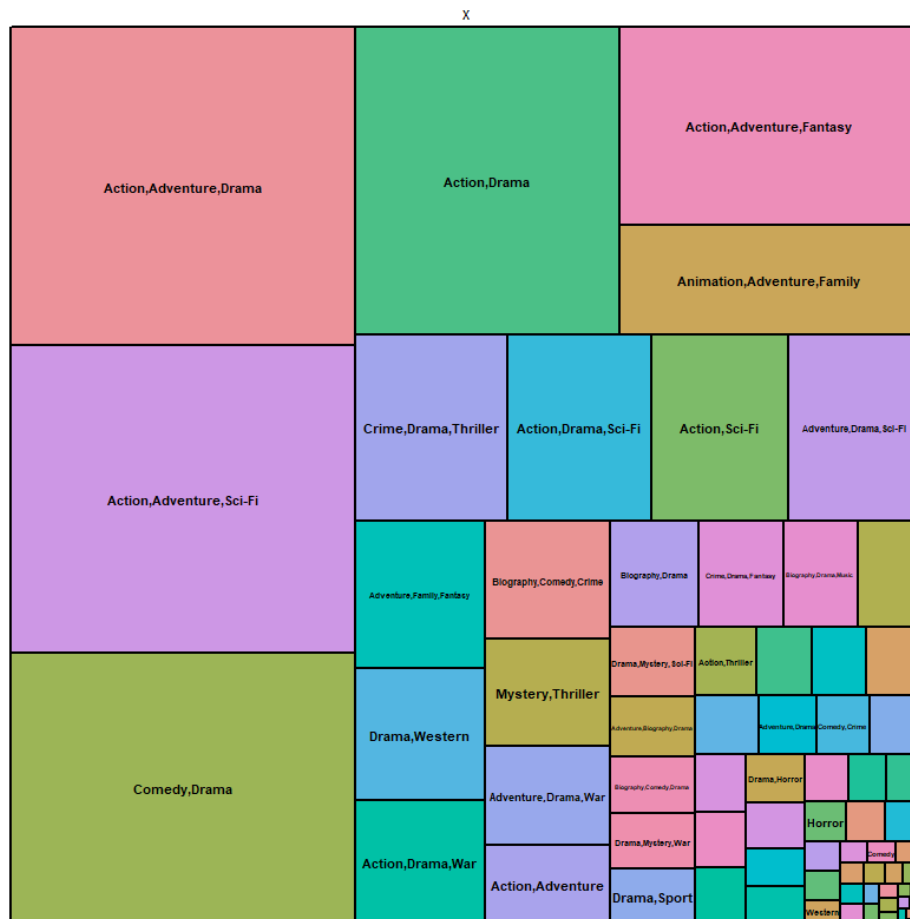 X
Action,Adventure,Drama
Action,Drama
Action,Adventure,Fantasy
Animation,Adventure,Family
Action,Adventure,Sci-Fi
Crime,Drama,Thriller
Action,Drama,Sci-Fi
Action,Sci-Fi
Adventure,Drama,Sci-Fi
Adventure,Family,Fantasy
Biography,Comedy,Crime
Biography,Drama
Crime,Drama,Fantasy
Biography,Drama,Music
Drama,Mystery,Sci-Fi
Action,Thriller
Mystery,Thriller
Drama,Western
Adventure,Biography,Drama
Adventure,Drama
Comedy,Crime
Comedy,Drama
Adventure,Drama,War
Biography,Comedy,Drama
Drama,Horror
Horror
Drama,Mystery,War
Comedy
Action,Drama,War
Action,Adventure
Drama,Sport
Western